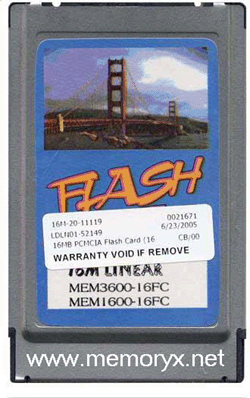 FLASH
16M-20-11119 0021671
LDLN01-52149 6/23/2005
16MB PCMCIA Flash Card (16 CB/00
WARRANTY VOID IF REMOVE
16M LINEAR
MEM3600-16FC
MEM1600-16FC
www.memoryx.net